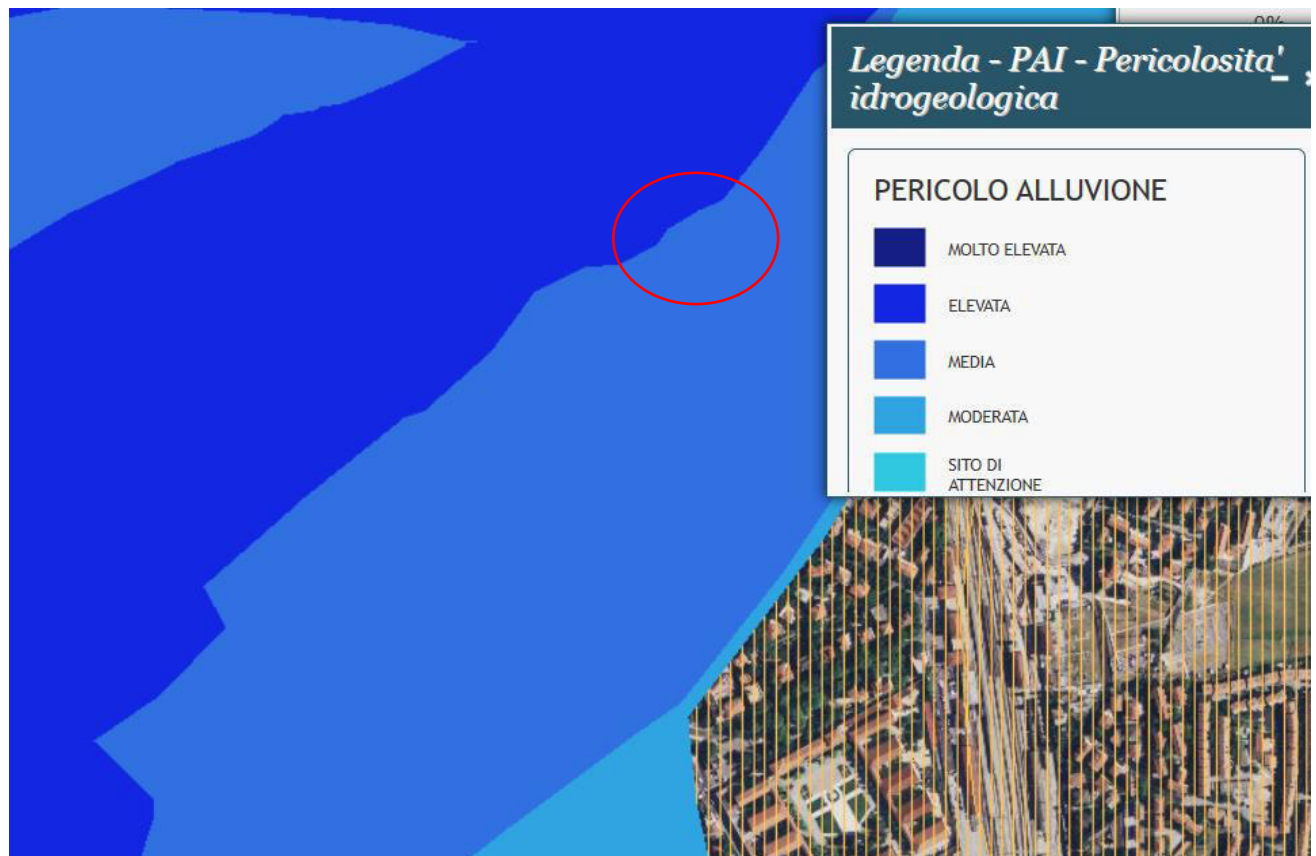 Legenda - PAI - Pericolosita'
idrogeologica
PERICOLO ALLUVIONE
MOLTO ELEVATA
ELEVATA
MEDIA
MODERATA
SITO DI
ATTENZIONE